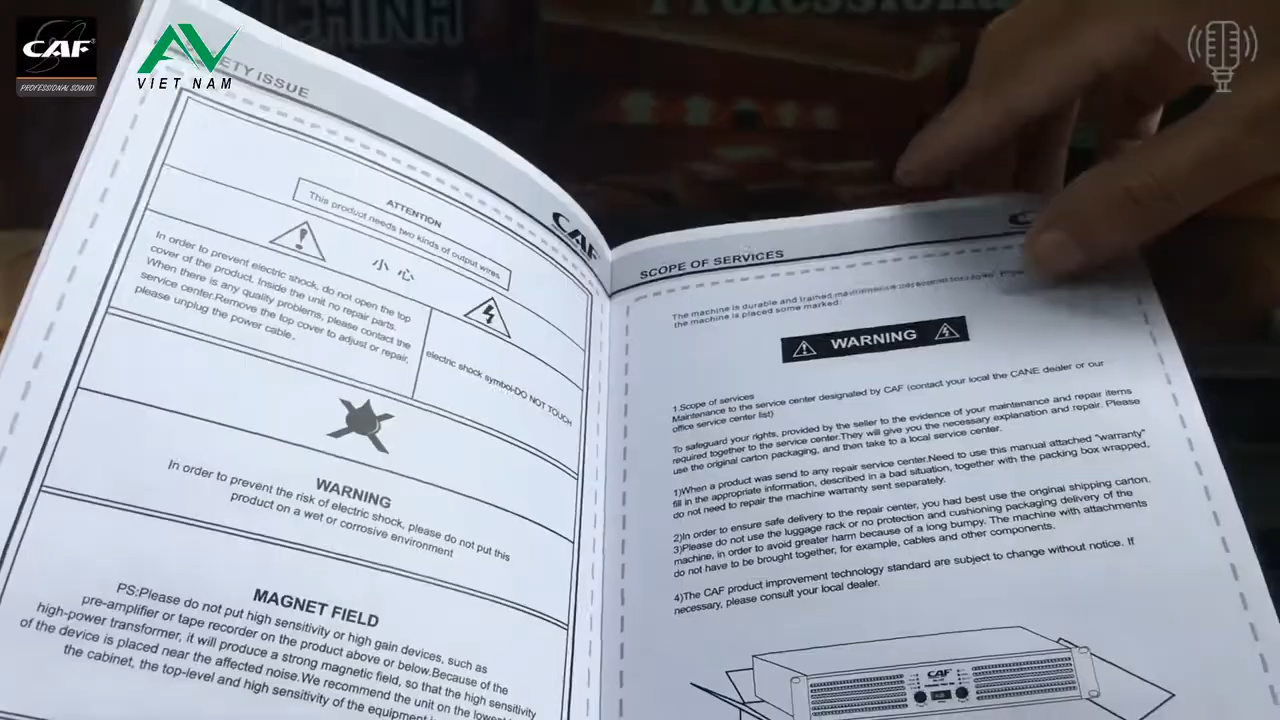 CAF
PROFESSIONAL SOUND
AV
VIET NAM
Professional
ETY ISSUE
CAF
ATTENTION
This product needs two kinds of output wires
小心
In order to prevent electric shock, do not open the top
cover of the product, Inside the unit no repair parts.
When there is any quality problems, please contact the
service center.Remove the top cover to adjust or repair,
please unplug the power cable.
electric shock symbol-DO NOT TOUCH
WARNING
In order to prevent the risk of electric shock, please do not put this
product on a wet or corrosive environment
MAGNET FIELD
PS:Please do not put high sensitivity or high gain devices, such as
pre-amplifier or tape recorder on the product above or below.Because of the
high-power transformer, it will produce a strong magnetic field, so that the high sensitivity
of the device is placed near the affected noise.We recommend the unit on the lowest
the cabinet, the top-level and high sensitivity of the equipment
SCOPE OF SERVICES
The machine is durable and trained maintenance personnel
the machine is placed some marked:
WARNING
1.Scope of services
Maintenance to the service center designated by CAF (contact your local the CANE dealer or our
office service center list)
To safeguard your rights, provided by the seller to the evidence of your maintenance and repair items
required together to the service center.They will give you the necessary explanation and repair. Please
use the original carton packaging, and then take to a local service center.
1)When a product was send to any repair service center.Need to use this manual attached "warranty"
fill in the appropriate information, described in a bad situation, together with the packing box wrapped,
do not need to repair the machine warranty sent separately.
2)In order to ensure safe delivery to the repair center, you had best use the original shipping carton.
3)Please do not use the luggage rack or no protection and cushioning packaging delivery of the
machine, in order to avoid greater harm because of a long bumpy. The machine with attachments
do not have to be brought together, for example, cables and other components.
4)The CAF product improvement technology standard are subject to change without notice. If
necessary, please consult your local dealer.
CAF